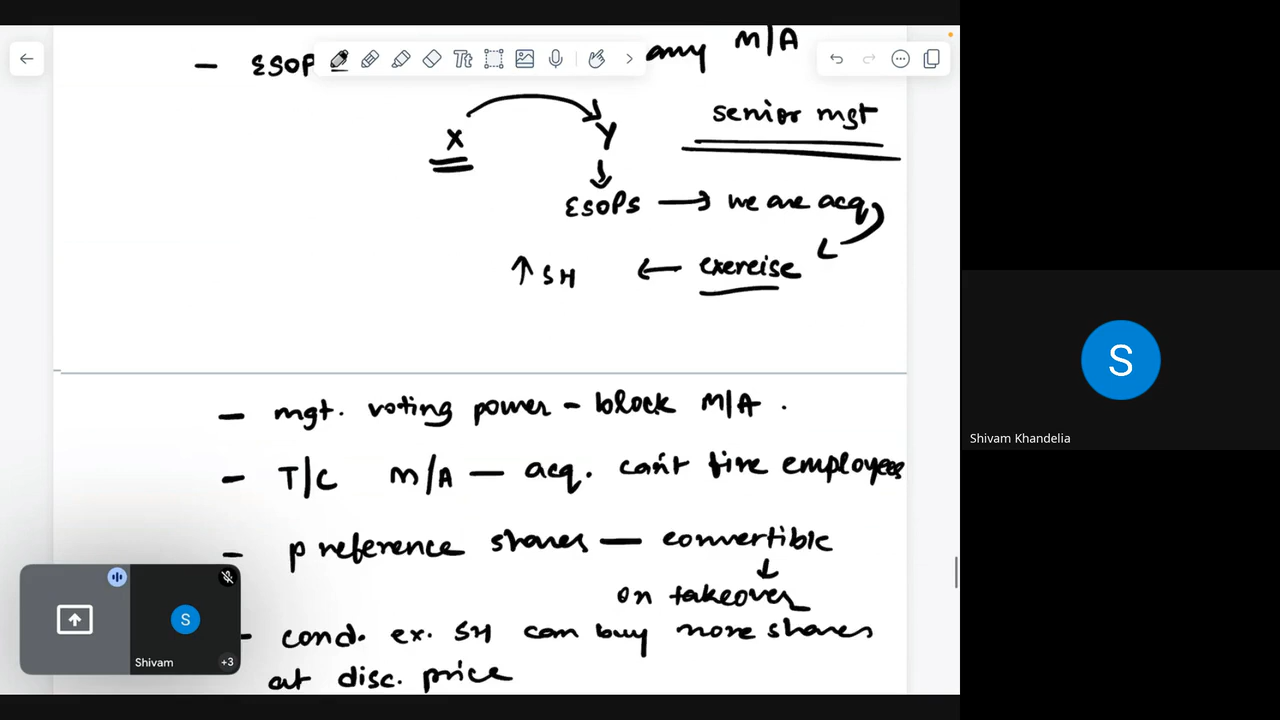 - ESOP any M/A
X Y senior mgt
ESOPs → we are acq
↑ SH ← exercise
- mgt. voting power - block M/A.
- T/C M/A - acq. can't fire employees
- preference shares - convertible
↓
on takeover
- cond. ex. SH can buy more shares
at disc. price
Tt
S
Shivam Khandelia
S
Shivam
+3